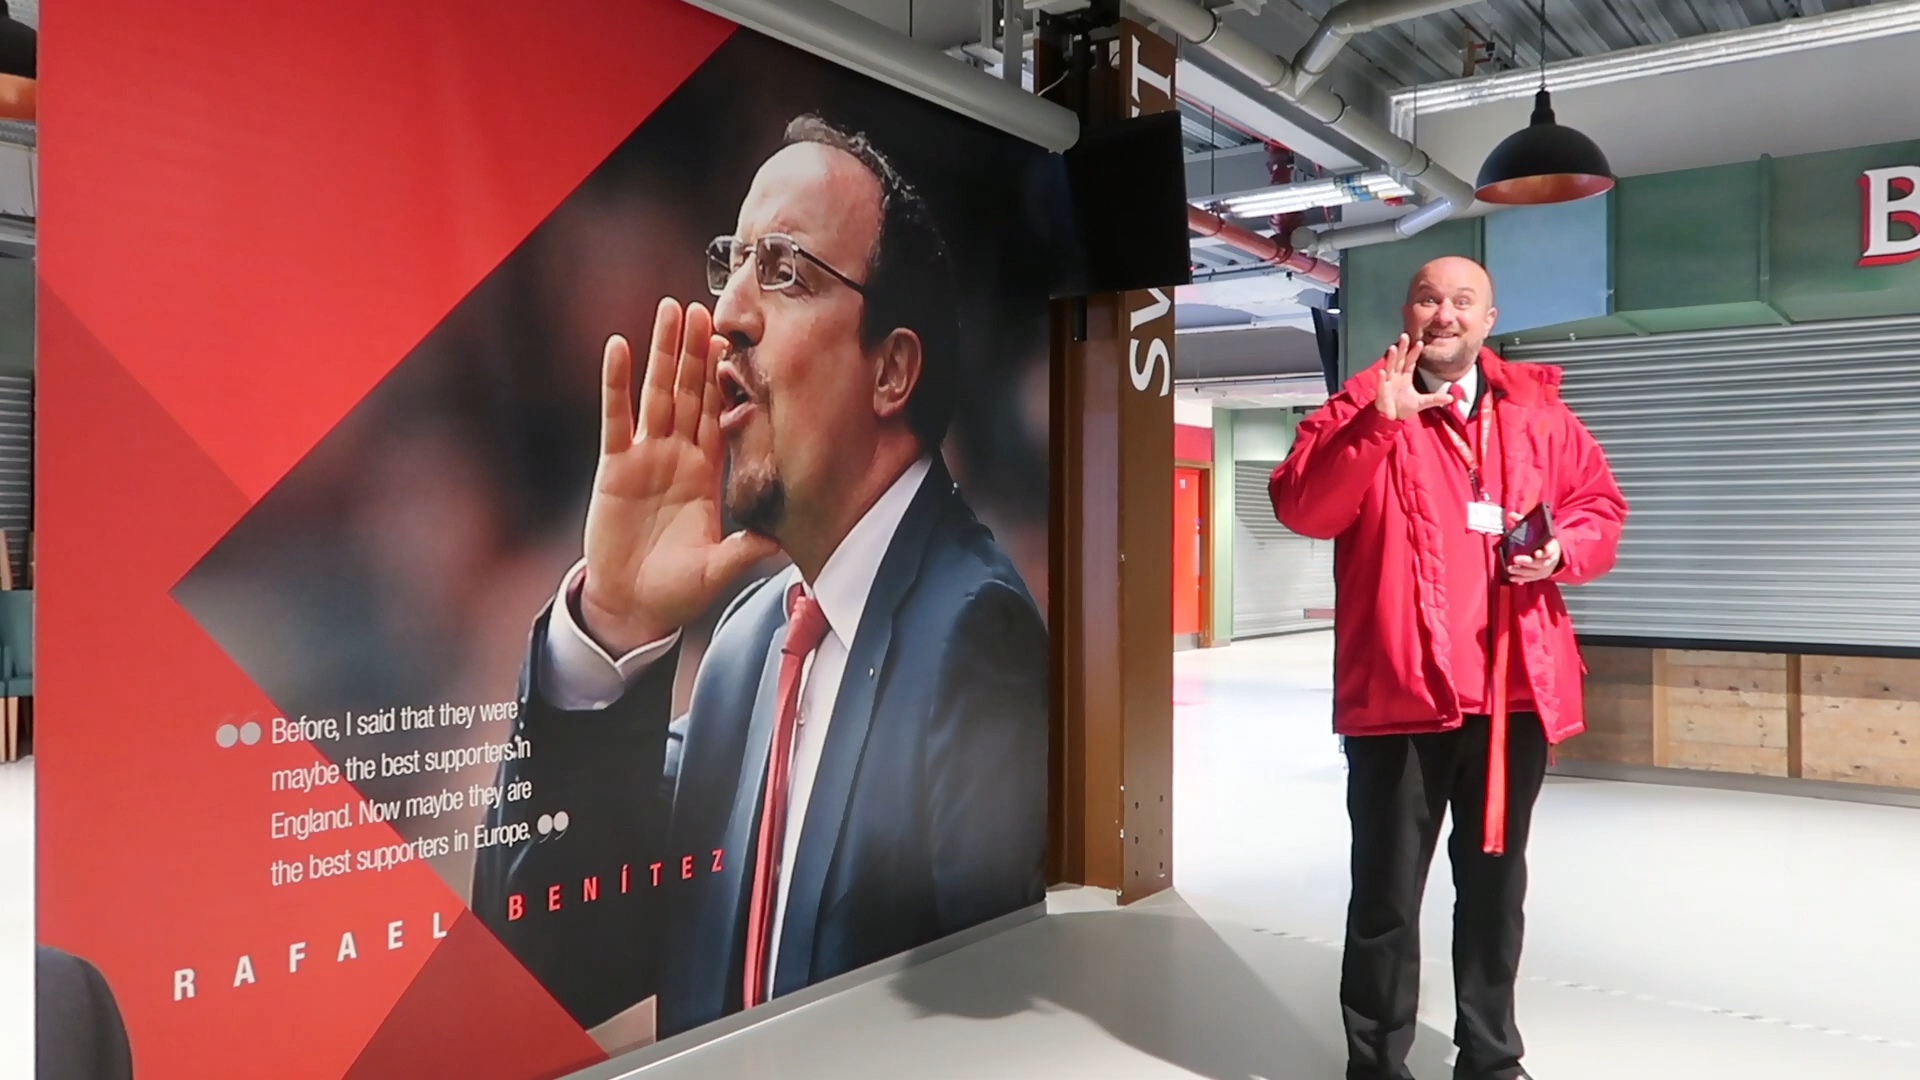 Before, I said that they were
maybe the best supporters in
England. Now maybe they are
the best supporters in Europe.
RAFAEL BENÍTEZ
11